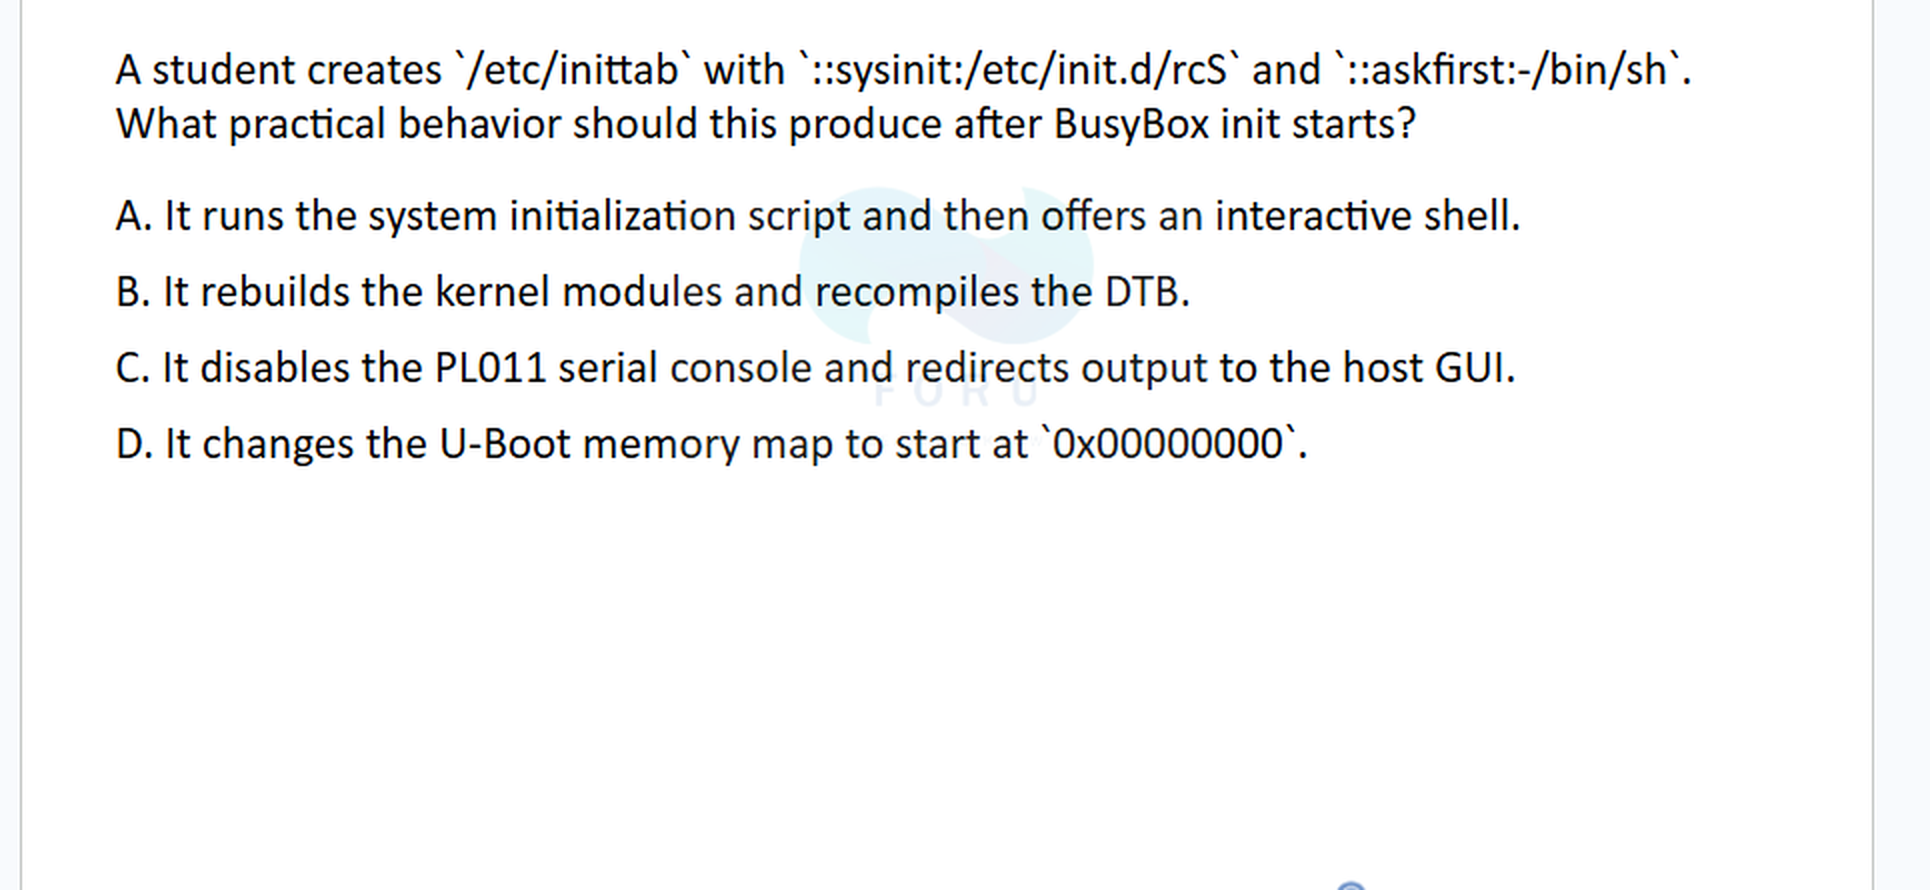 A student creates `/etc/inittab` with `::sysinit:/etc/init.d/rcS` and `::askfirst:-/bin/sh`.
What practical behavior should this produce after BusyBox init starts?
A. It runs the system initialization script and then offers an interactive shell.
B. It rebuilds the kernel modules and recompiles the DTB.
C. It disables the PL011 serial console and redirects output to the host GUI.
FORU
D. It changes the U-Boot memory map to start at `0x00000000`.